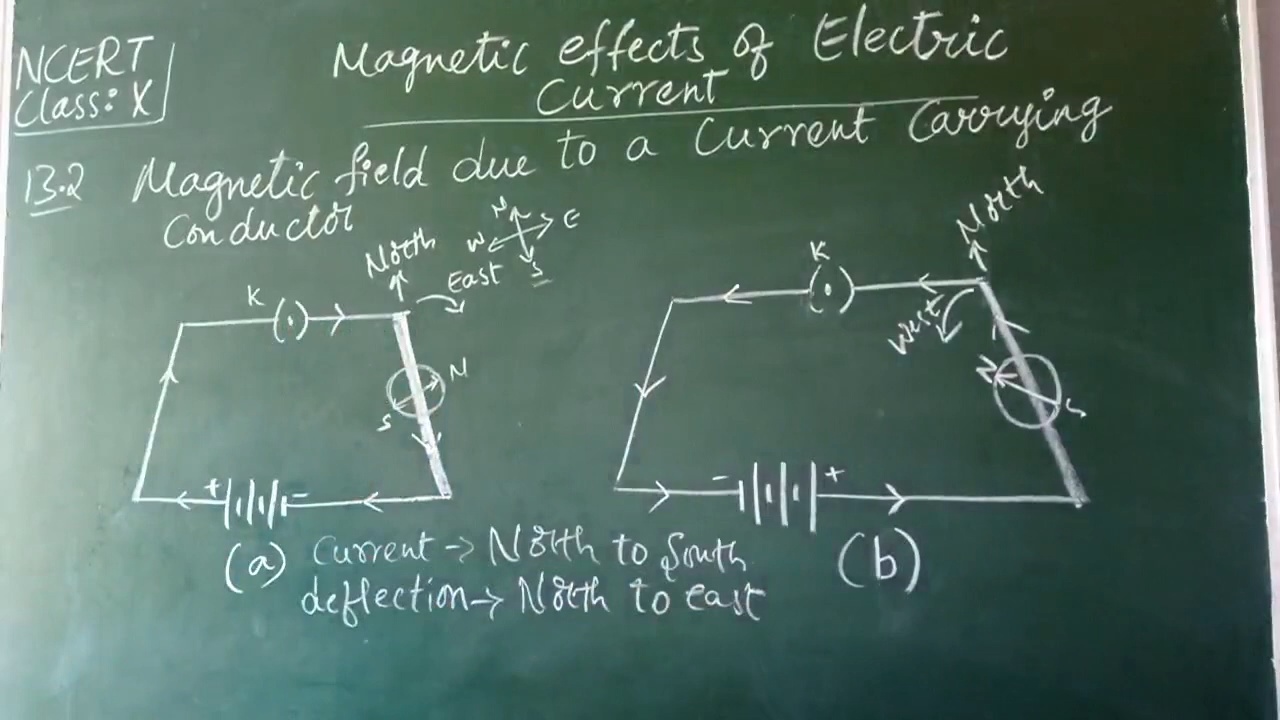 NCERT
Class: X
Magnetic effects of Electric
Current
13.2 Magnetic field due to a Current Carrying
Conductor
N
W E
S
North
East
K
N
S
+ -
(a) Current → North to South
deflection → North to east
North
K
West
N
S
- +
(b)